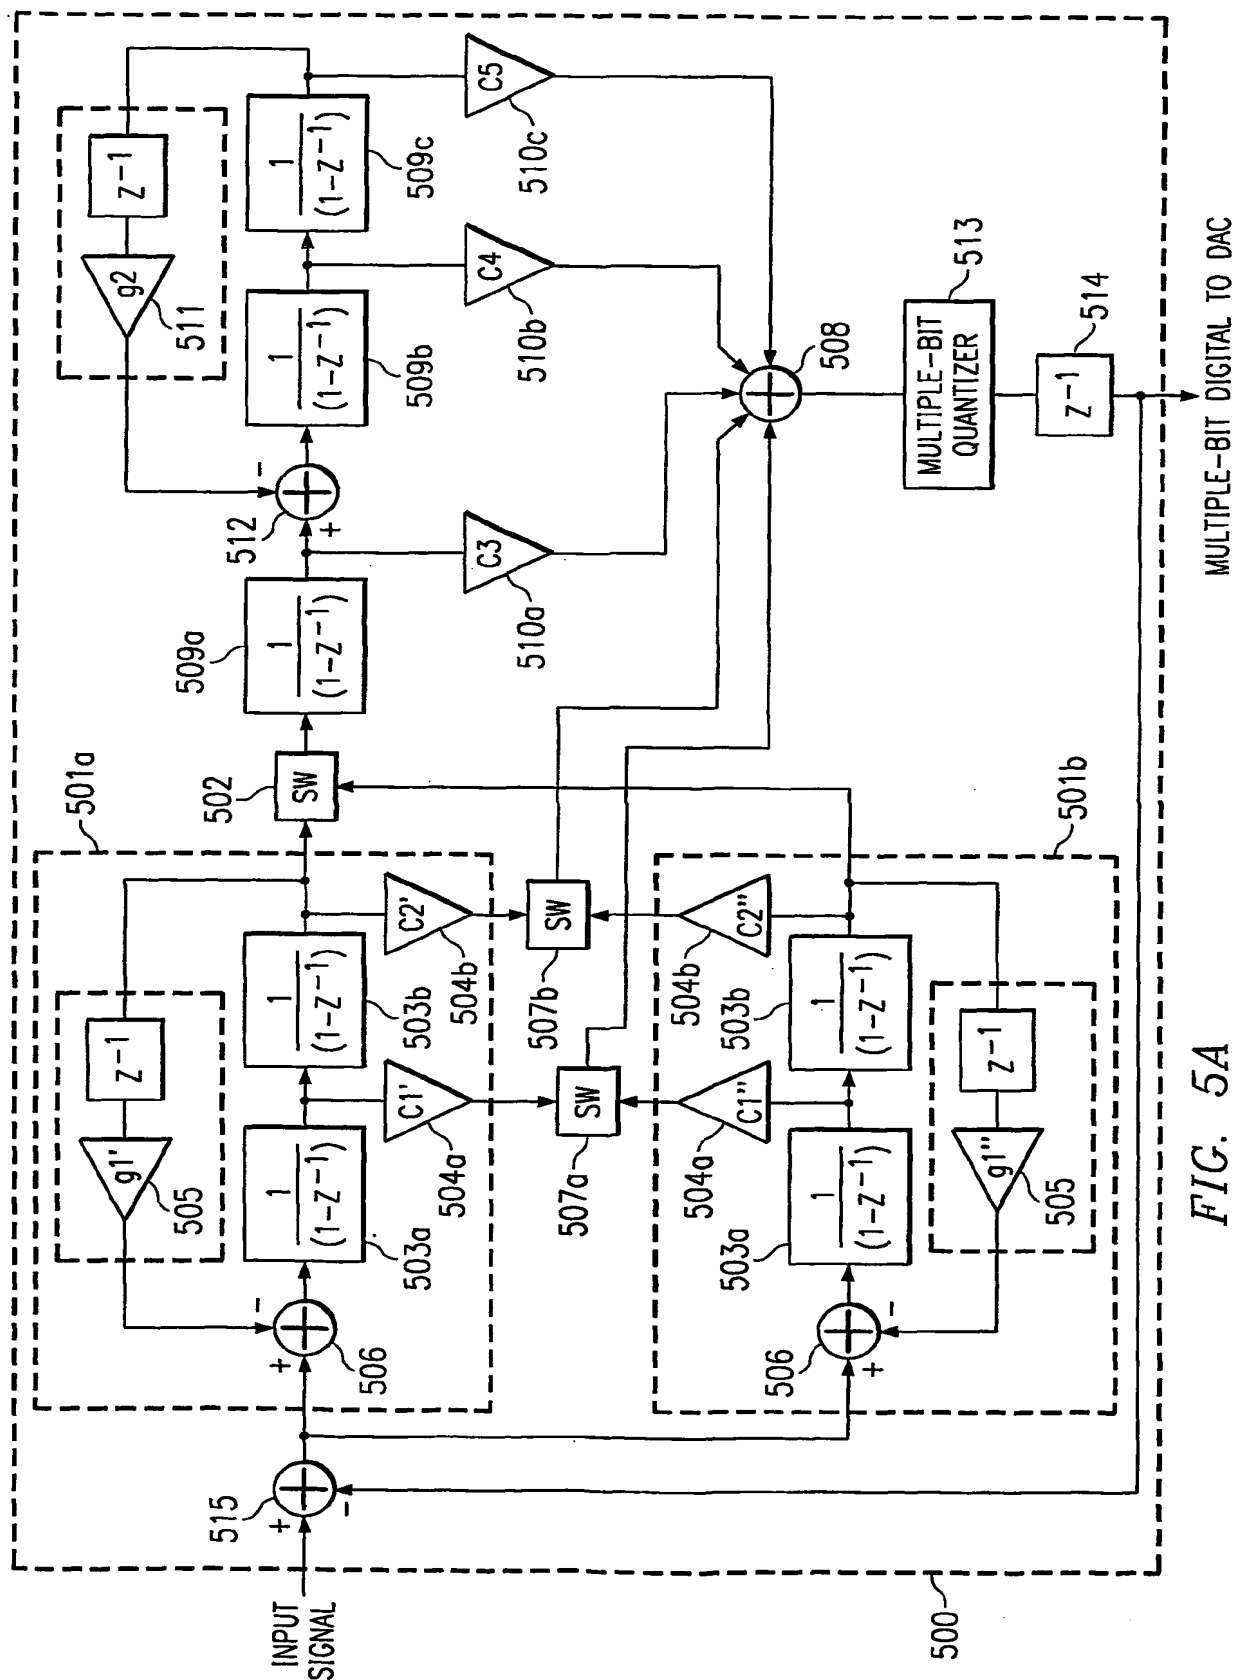 INPUT
SIGNAL
515
+
-
500
501a
g1'
Z⁻¹
505
-
+
506
1
(1-Z⁻¹)
503a
1
(1-Z⁻¹)
503b
C1'
504a
C2'
504b
SW
507a
SW
507b
SW
502
501b
C1"
504a
C2"
504b
1
(1-Z⁻¹)
503a
1
(1-Z⁻¹)
503b
506
+
-
g1"
Z⁻¹
505
509a
1
(1-Z⁻¹)
512
+
-
g2
Z⁻¹
511
1
(1-Z⁻¹)
509b
1
(1-Z⁻¹)
509c
C3
510a
C4
510b
C5
510c
508
MULTIPLE-BIT
QUANTIZER
513
Z⁻¹
514
MULTIPLE-BIT DIGITAL TO DAC
FIG. 5A